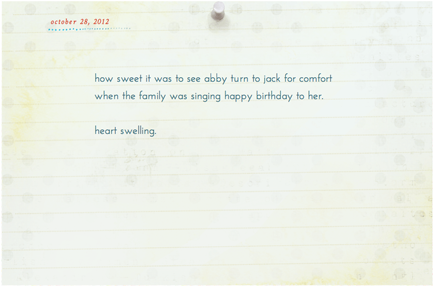 october 28, 2012
how sweet it was to see abby turn to jack for comfort
when the family was singing happy birthday to her.
heart swelling.